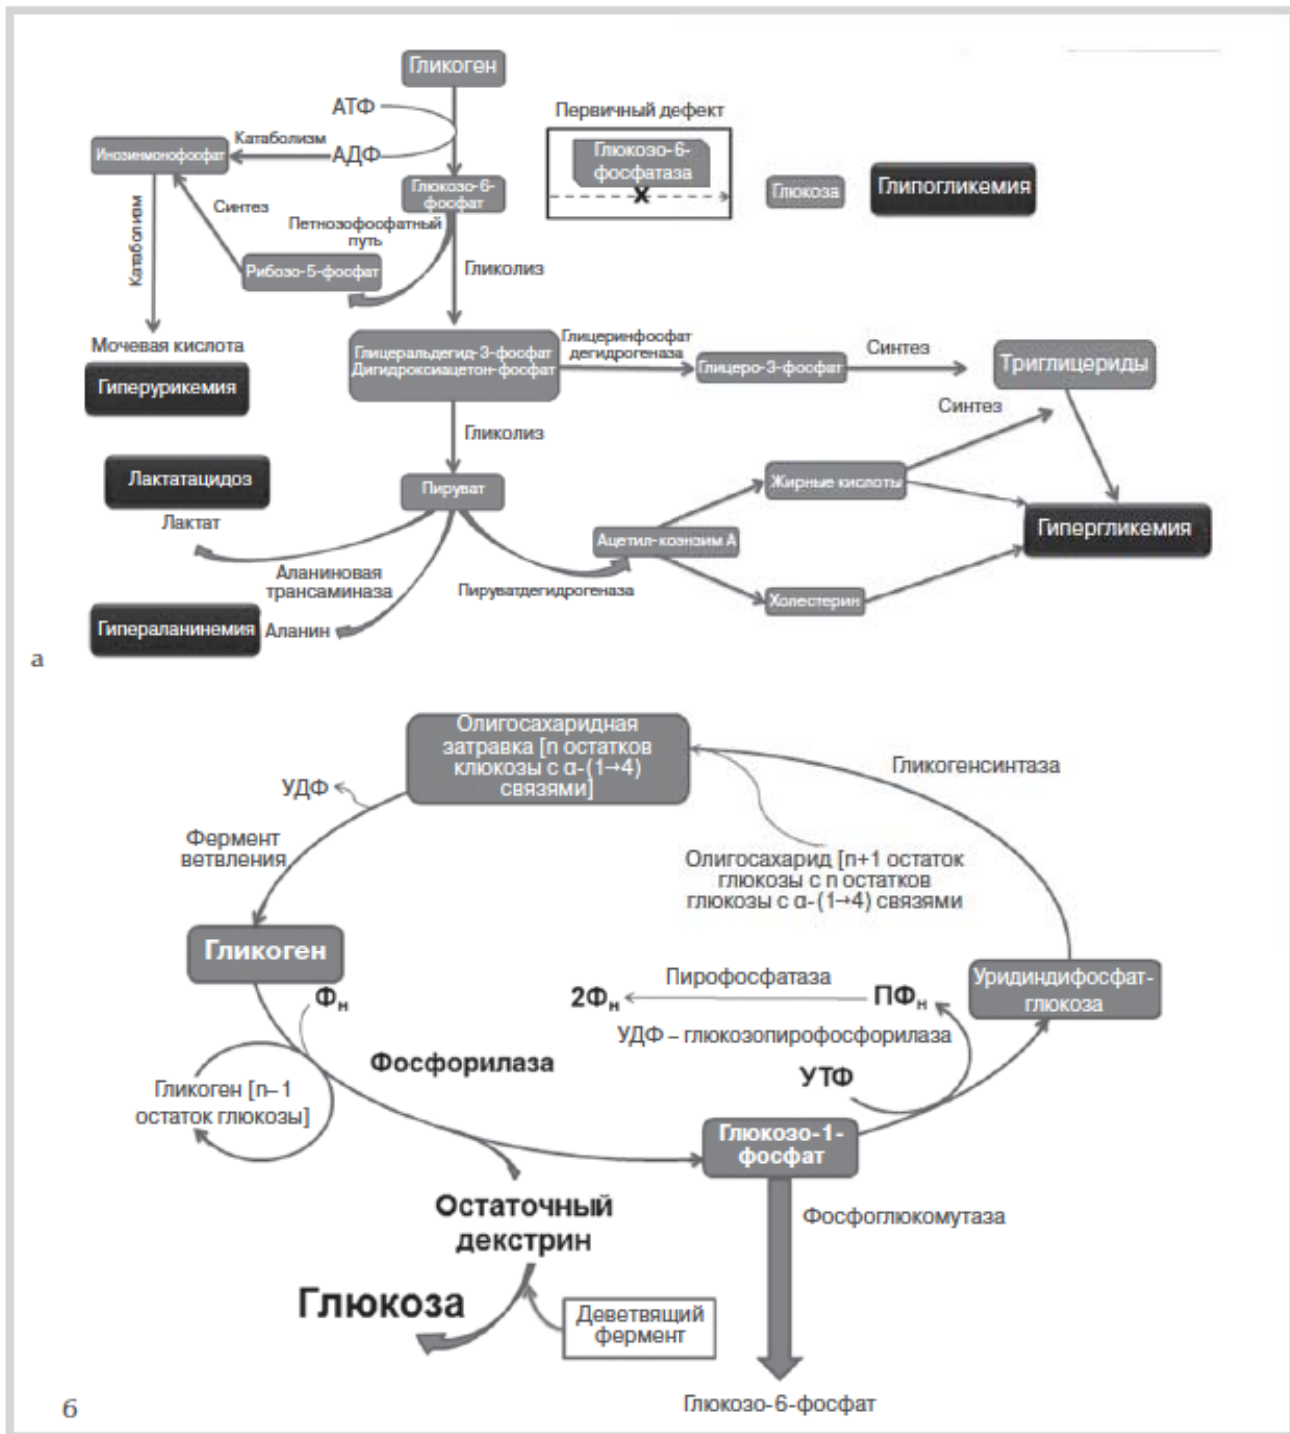 Гликоген
АТФ
Первичный дефект
Катаболизм
Инозинмонофосфат
АДФ
Глюкозо-6-
фосфатаза
X
Глюкоза
Глипогликемия
Глюкозо-6-
фосфат
Катаболизм
Синтез
Петнозофосфатный
путь
Рибозо-5-фосфат
Гликолиз
Мочевая кислота
Гиперурикемия
Глицеральдегид-3-фосфат
Дигидроксиацетон-фосфат
Глицеринфосфат
дегидрогеназа
Глицеро-3-фосфат
Синтез
Триглицериды
Синтез
Гликолиз
Лактатацидоз
Пируват
Жирные кислоты
Лактат
Гипергликемия
Ацетил-коэнзим А
Аланиновая
трансаминаза
Пируватдегидрогеназа
Холестерин
Гипераланинемия
Аланин
а
Олигосахаридная
затравка [n остатков
клюкозы с α-(1→4)
связями]
УДФ
Гликогенсинтаза
Фермент
ветвления
Олигосахарид [n+1 остаток
глюкозы с n остатков
глюкозы с α-(1→4) связями
Гликоген
Фн
2Фн
Пирофосфатаза
ПФн
Уридиндифосфат-
глюкоза
УДФ – глюкозопирофосфорилаза
Фосфорилаза
УТФ
Гликоген [n–1
остаток глюкозы]
Глюкозо-1-
фосфат
Остаточный
декстрин
Фосфоглюкомутаза
Глюкоза
Деветвящий
фермент
Глюкозо-6-фосфат
б